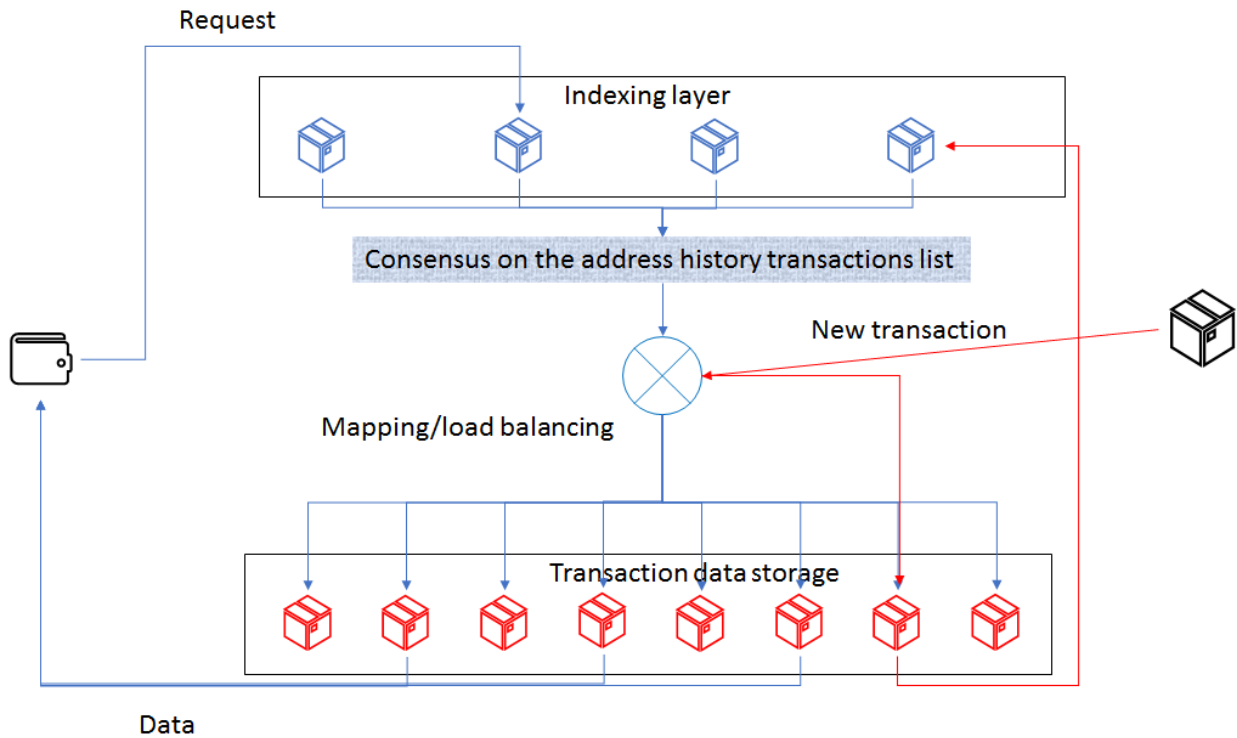 Request
Indexing layer
Consensus on the address history transactions list
New transaction
Mapping/load balancing
Transaction data storage
Data